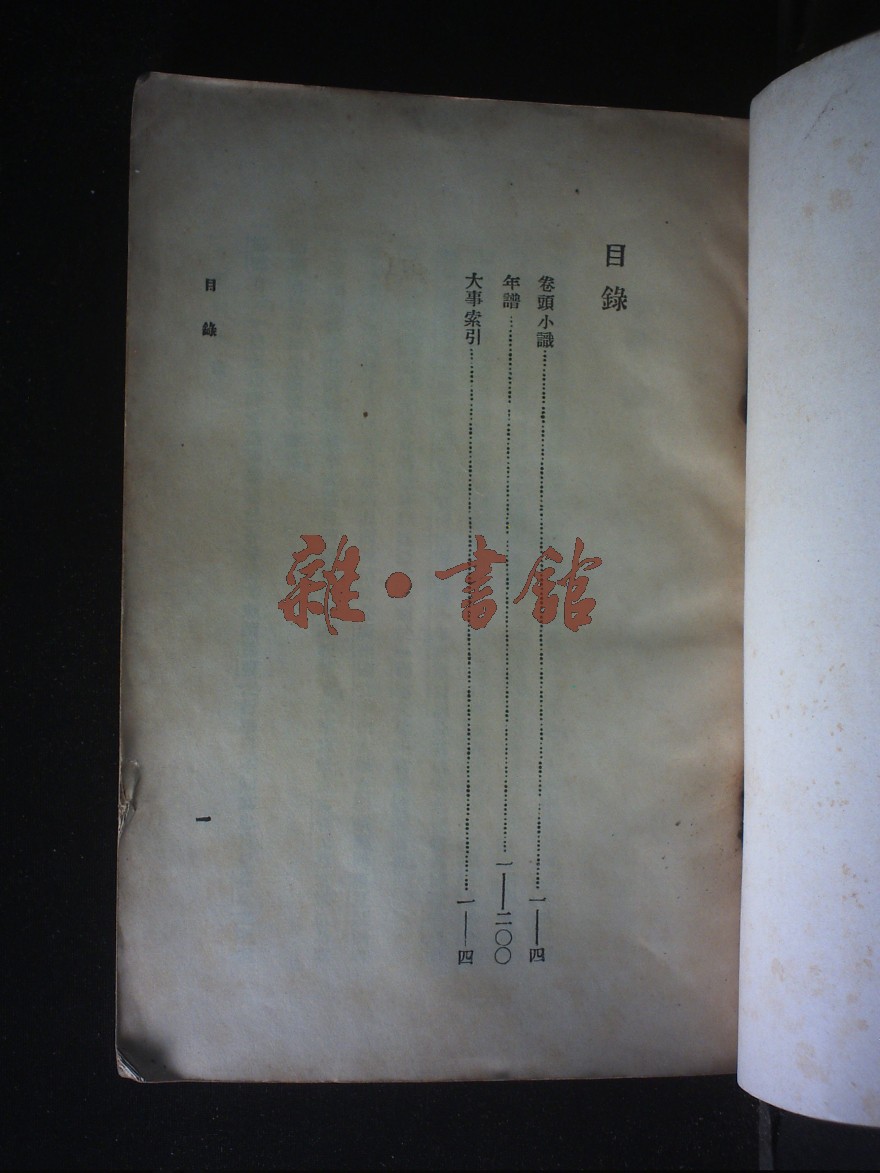 目錄
卷頭小識……一——四
年譜……一——二〇〇
大事索引……一——四
目錄
一
雜·書館